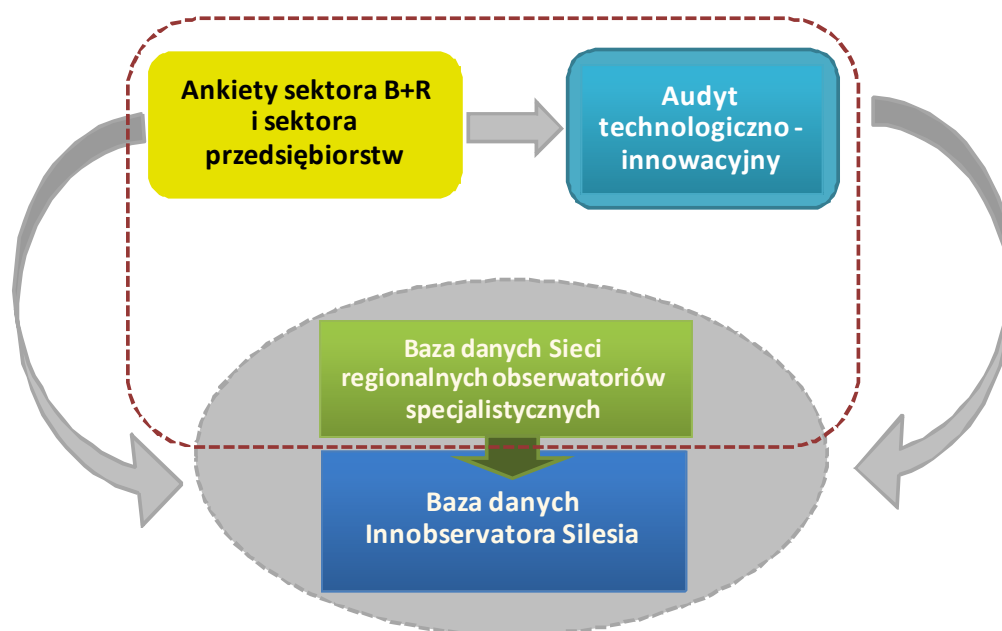 Ankiety sektora B+R
i sektora
przedsiębiorstw
Audyt
technologiczno -
innowacyjny
Baza danych Sieci
regionalnych obserwatoriów
specjalistycznych
Baza danych
Innobservatora Silesia